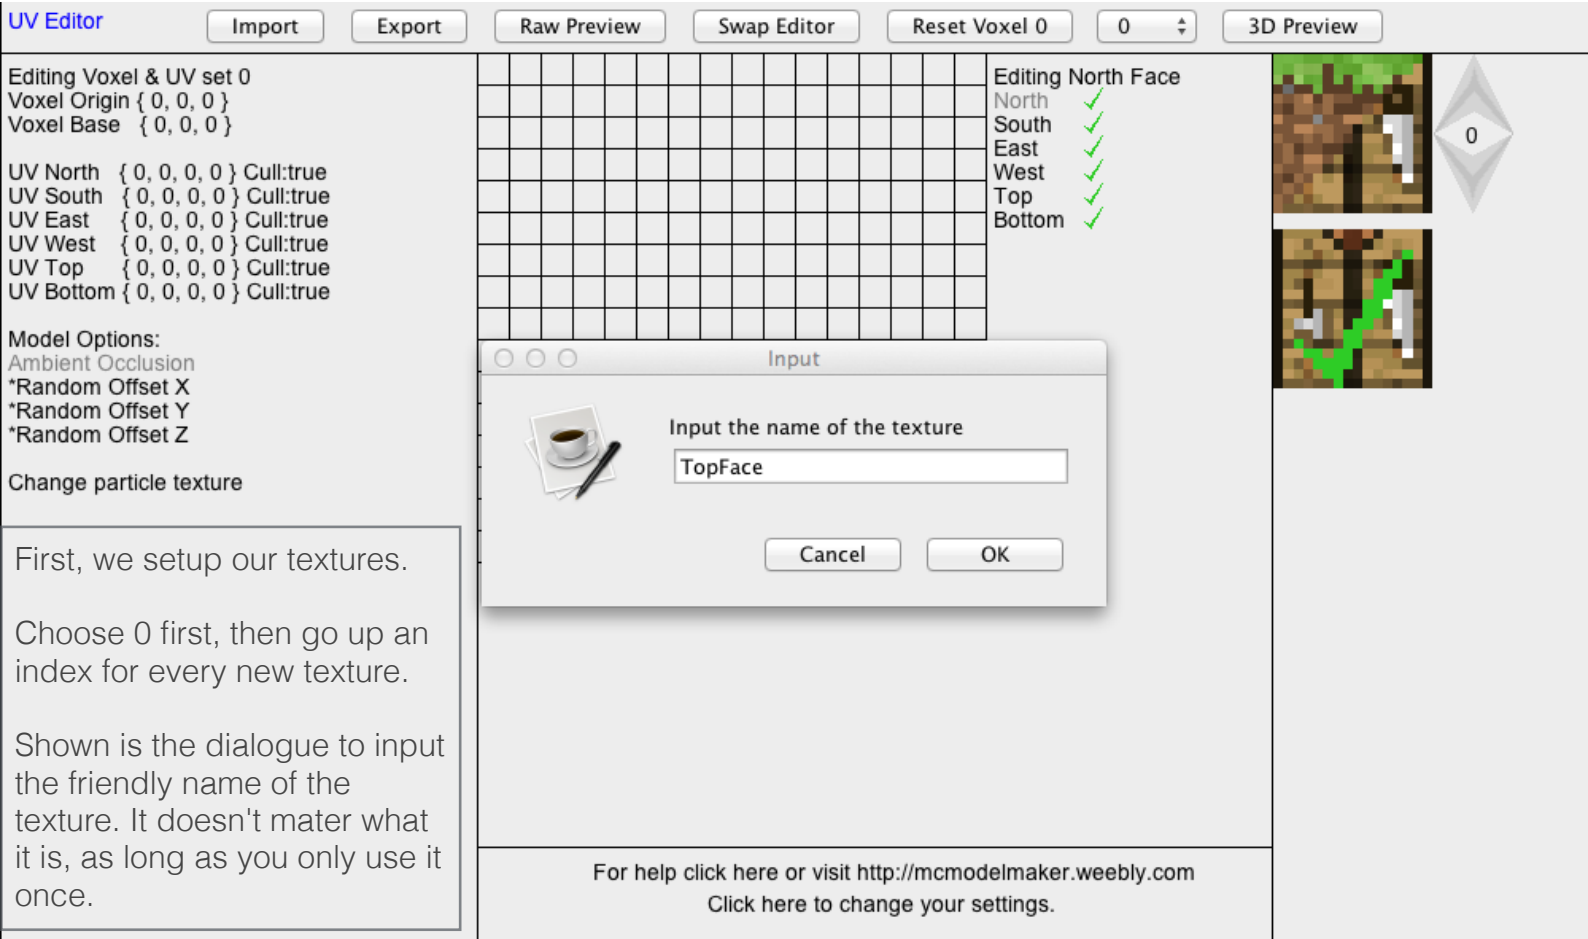 UV Editor
Import
Export
Raw Preview
Swap Editor
Reset Voxel 0
0
3D Preview
Editing Voxel & UV set 0
Voxel Origin { 0, 0, 0 }
Voxel Base { 0, 0, 0 }
UV North { 0, 0, 0, 0 } Cull:true
UV South { 0, 0, 0, 0 } Cull:true
UV East { 0, 0, 0, 0 } Cull:true
UV West { 0, 0, 0, 0 } Cull:true
UV Top { 0, 0, 0, 0 } Cull:true
UV Bottom { 0, 0, 0, 0 } Cull:true
Model Options:
Ambient Occlusion
*Random Offset X
*Random Offset Y
*Random Offset Z
Change particle texture
First, we setup our textures.
Choose 0 first, then go up an
index for every new texture.
Shown is the dialogue to input
the friendly name of the
texture. It doesn't mater what
it is, as long as you only use it
once.
Editing North Face
North
South
East
West
Top
Bottom
0
Input
Input the name of the texture
TopFace
Cancel
OK
For help click here or visit http://mcmodelmaker.weebly.com
Click here to change your settings.